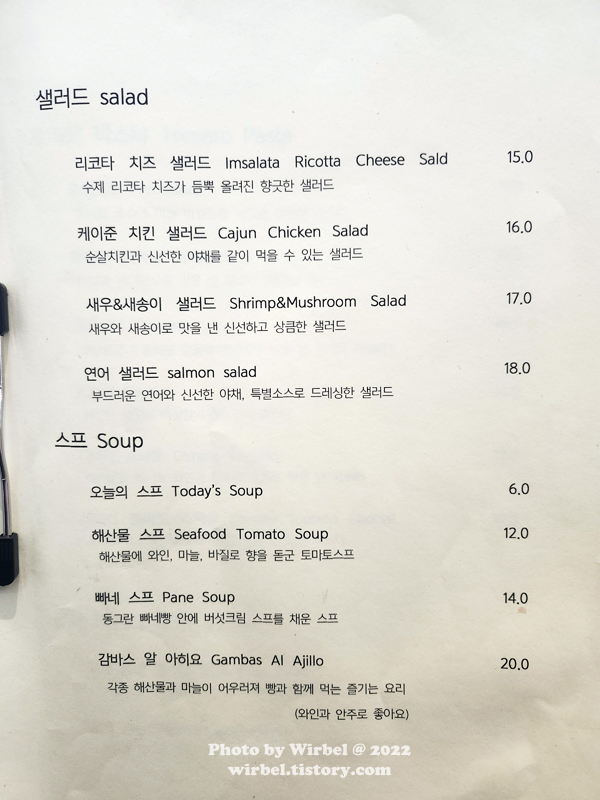 샐러드 salad
리코타 치즈 샐러드 Imsalata Ricotta Cheese Sald 15.0
수제 리코타 치즈가 듬뿍 올려진 향긋한 샐러드
케이준 치킨 샐러드 Cajun Chicken Salad 16.0
순살치킨과 신선한 야채를 같이 먹을 수 있는 샐러드
새우&새송이 샐러드 Shrimp&Mushroom Salad 17.0
새우와 새송이로 맛을 낸 신선하고 상큼한 샐러드
연어 샐러드 salmon salad 18.0
부드러운 연어와 신선한 야채, 특별소스로 드레싱한 샐러드
스프 Soup
오늘의 스프 Today's Soup 6.0
해산물 스프 Seafood Tomato Soup 12.0
해산물에 와인, 마늘, 바질로 향을 돋군 토마토스프
빠네 스프 Pane Soup 14.0
동그란 빠네빵 안에 버섯크림 스프를 채운 스프
감바스 알 아히요 Gambas Al Ajillo 20.0
각종 해산물과 마늘이 어우러져 빵과 함께 먹는 즐기는 요리
(와인과 안주로 좋아요)
Photo by Wirbel @ 2022
wirbel.tistory.com